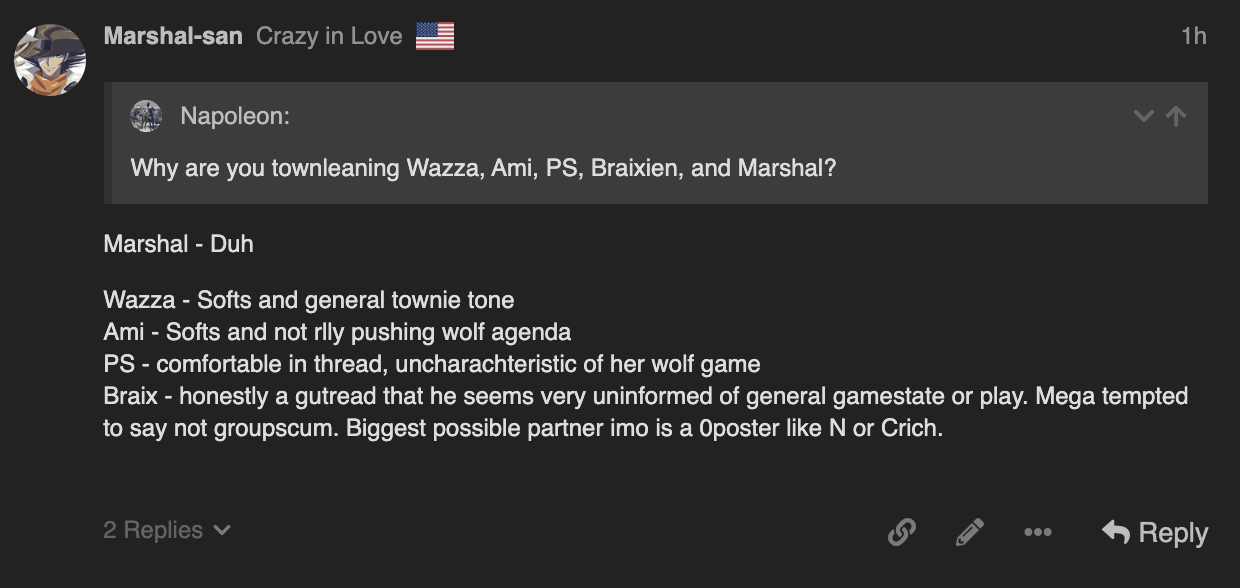 Marshal-san Crazy in Love 1h
Napoleon:
Why are you townleaning Wazza, Ami, PS, Braixien, and Marshal?
Marshal - Duh
Wazza - Softs and general townie tone
Ami - Softs and not rlly pushing wolf agenda
PS - comfortable in thread, uncharachteristic of her wolf game
Braix - honestly a gutread that he seems very uninformed of general gamestate or play. Mega tempted
to say not groupscum. Biggest possible partner imo is a 0poster like N or Crich.
2 Replies Reply